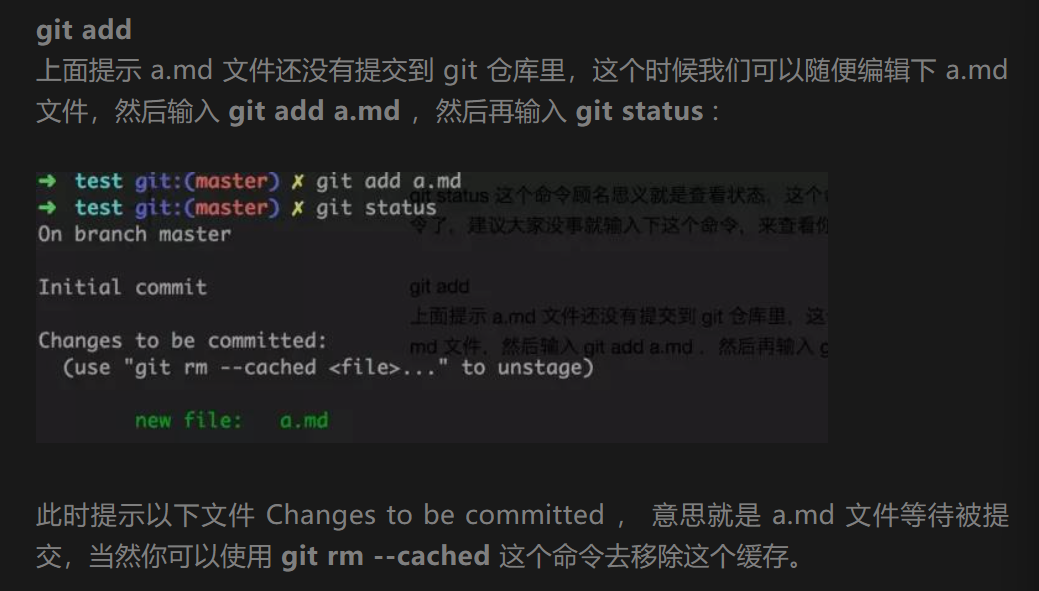 git add
上面提示 a.md 文件还没有提交到 git 仓库里，这个时候我们可以随便编辑下 a.md
文件，然后输入 git add a.md ，然后再输入 git status：
➜ test git:(master) ✗ git add a.md
➜ test git:(master) ✗ git status
On branch master
Initial commit
Changes to be committed:
(use "git rm --cached <file>..." to unstage)
new file: a.md
git status 这个命令顾名思义就是查看状态，这个
令了，建议大家没事就输入下这个命令，来查看你
git add
上面提示 a.md 文件还没有提交到 git 仓库里，这
md 文件，然后输入 git add a.md ，然后再输入 g
此时提示以下文件 Changes to be committed ， 意思就是 a.md 文件等待被提
交，当然你可以使用 git rm --cached 这个命令去移除这个缓存。